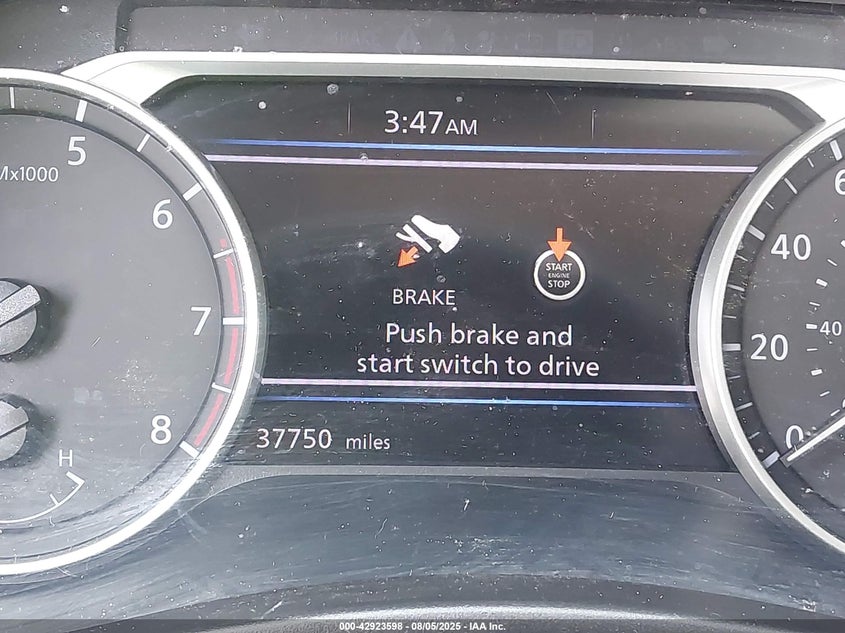 3:47AM
5
Mx1000
6
7
8
H
START
ENGINE
STOP
BRAKE
Push brake and
start switch to drive
37750 miles
6
40
40
20
0
000-42923598 - 08/05/2025 - IAA Inc.